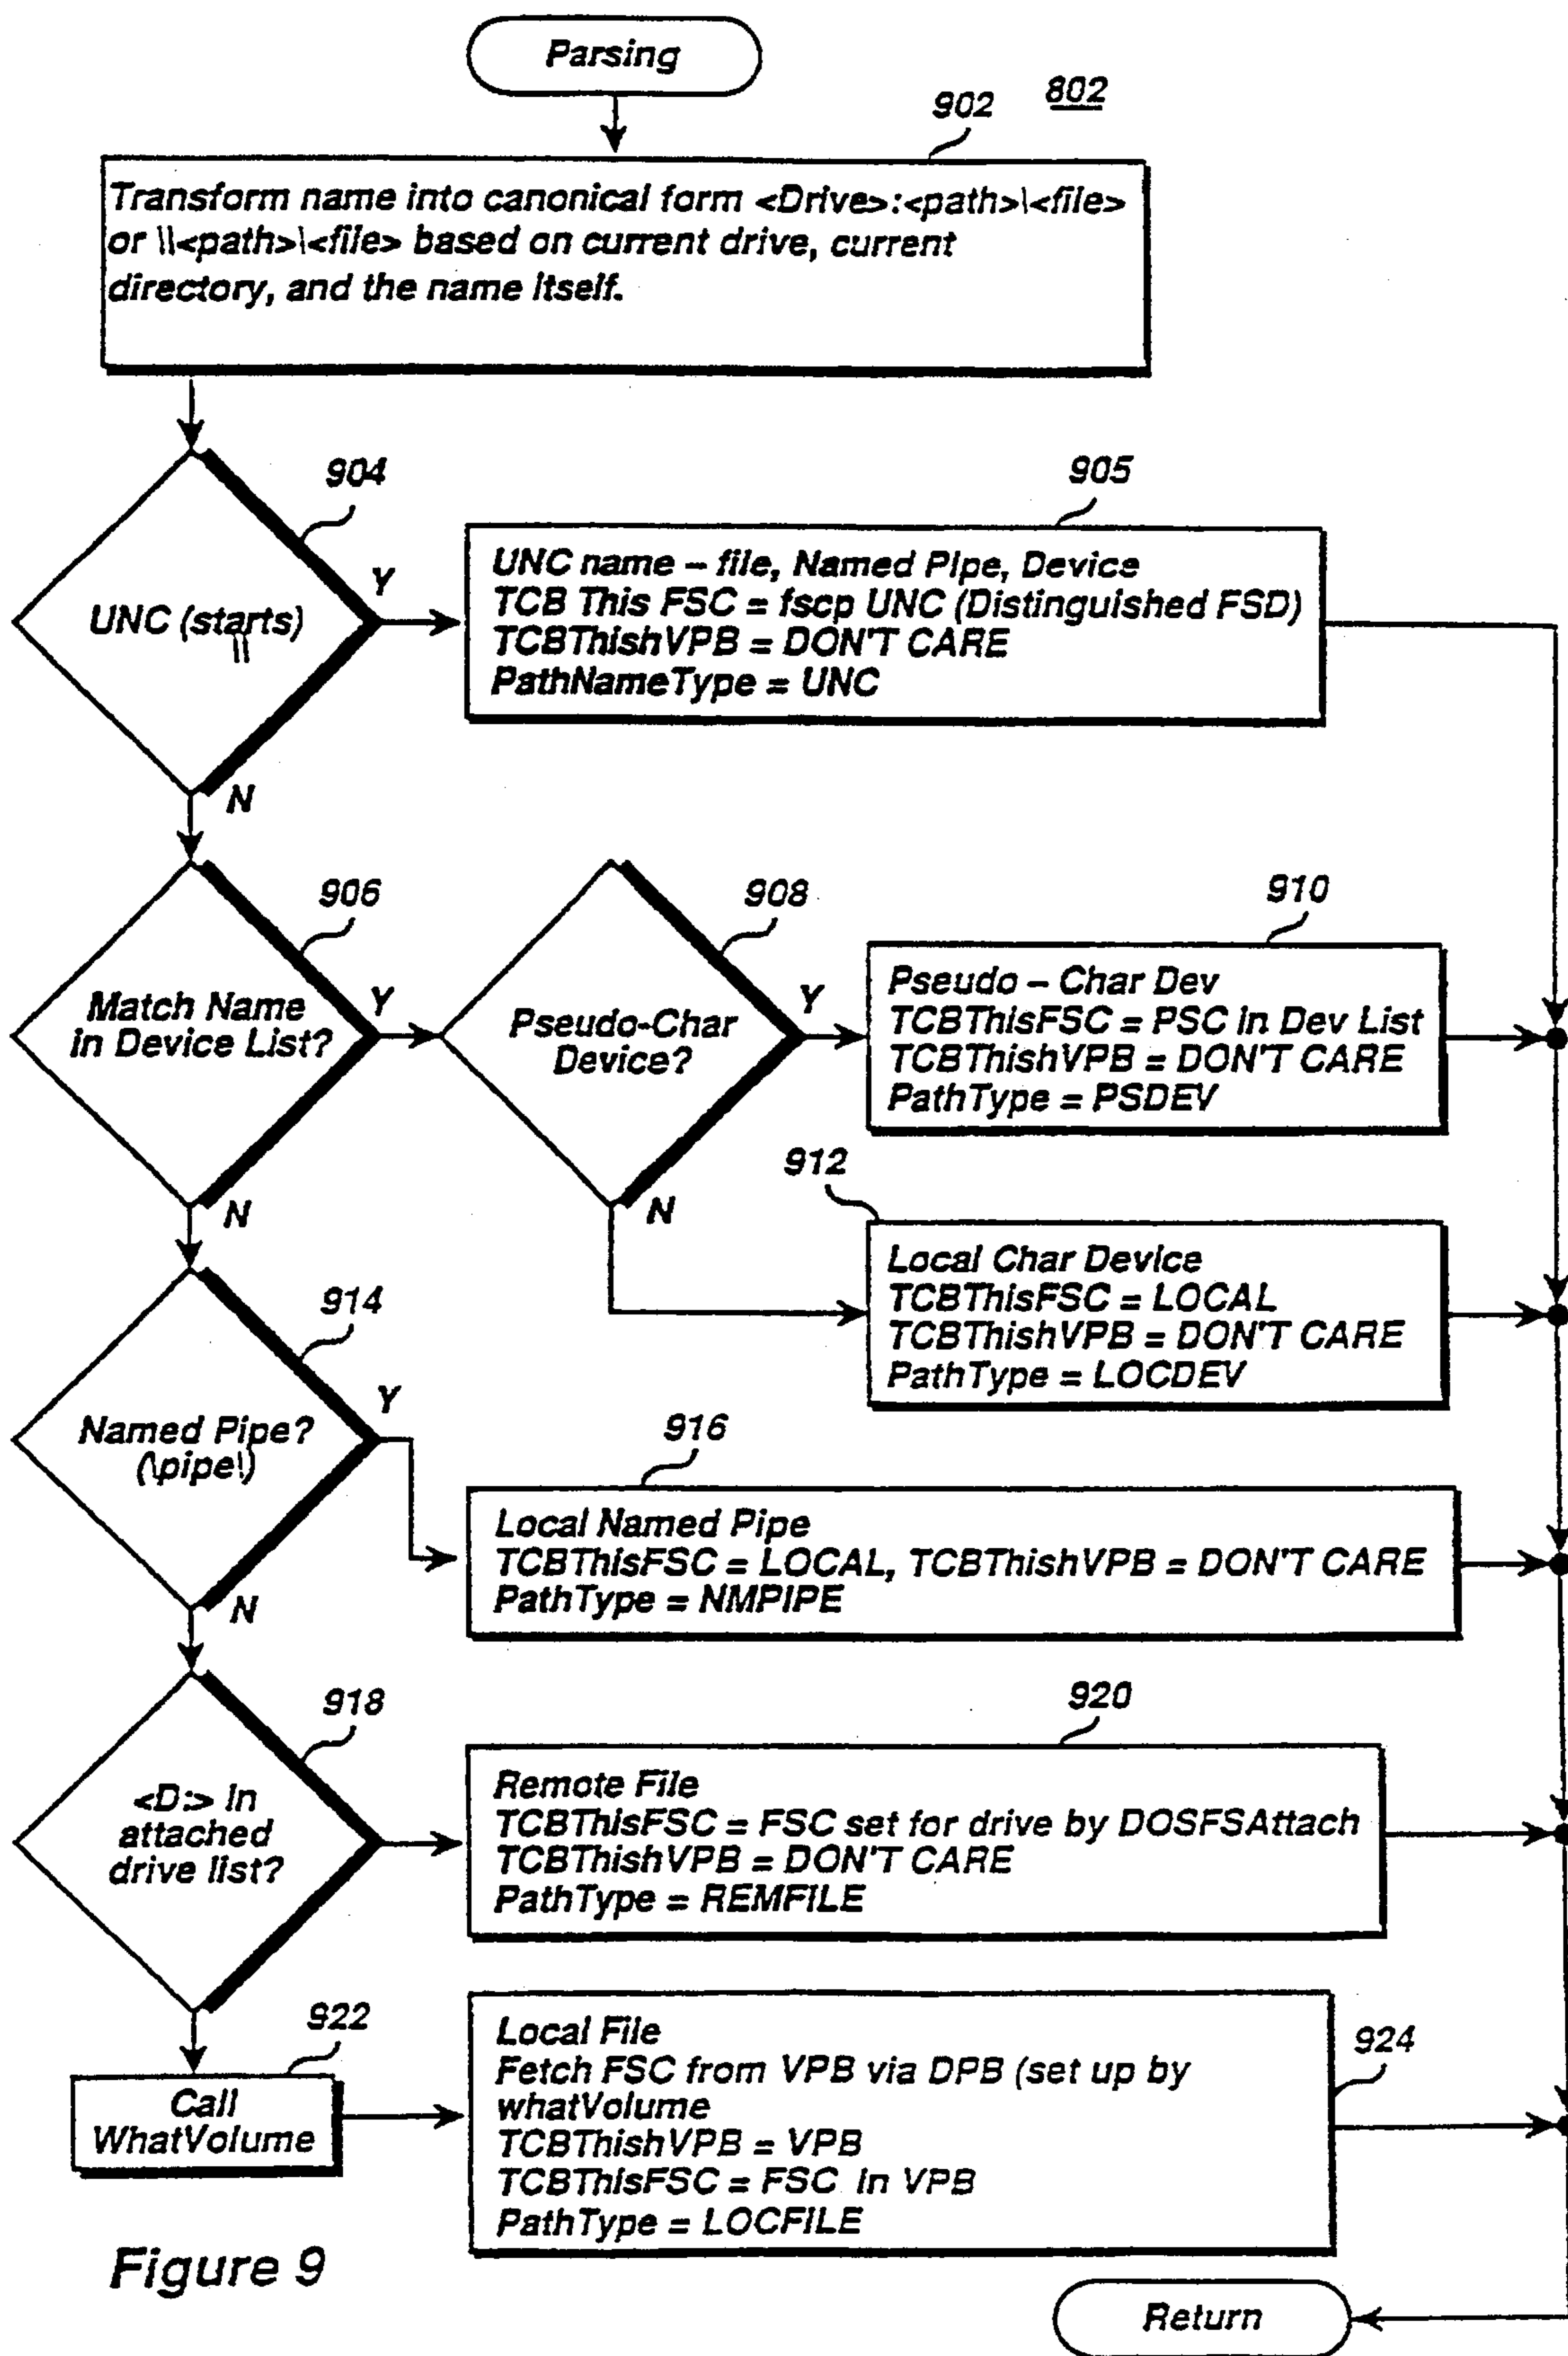 Parsing
902
802
Transform name into canonical form <Drive>:<path>\<file>
or \\<path>\<file> based on current drive, current
directory, and the name itself.
904
905
UNC (starts)
\\
Y
N
UNC name – file, Named Pipe, Device
TCB This FSC = fscp UNC (Distinguished FSD)
TCBThishVPB = DON'T CARE
PathNameType = UNC
906
908
910
Match Name
in Device List?
Y
N
Pseudo-Char
Device?
Y
N
Pseudo – Char Dev
TCBThisFSC = PSC in Dev List
TCBThishVPB = DON'T CARE
PathType = PSDEV
912
Local Char Device
TCBThisFSC = LOCAL
TCBThishVPB = DON'T CARE
PathType = LOCDEV
914
Named Pipe?
(\pipe\)
Y
N
916
Local Named Pipe
TCBThisFSC = LOCAL, TCBThishVPB = DON'T CARE
PathType = NMPIPE
918
<D:> in
attached
drive list?
920
Remote File
TCBThisFSC = FSC set for drive by DOSFSAttach
TCBThishVPB = DON'T CARE
PathType = REMFILE
922
Call
WhatVolume
924
Local File
Fetch FSC from VPB via DPB (set up by
whatVolume
TCBThishVPB = VPB
TCBThisFSC = FSC in VPB
PathType = LOCFILE
Figure 9
Return